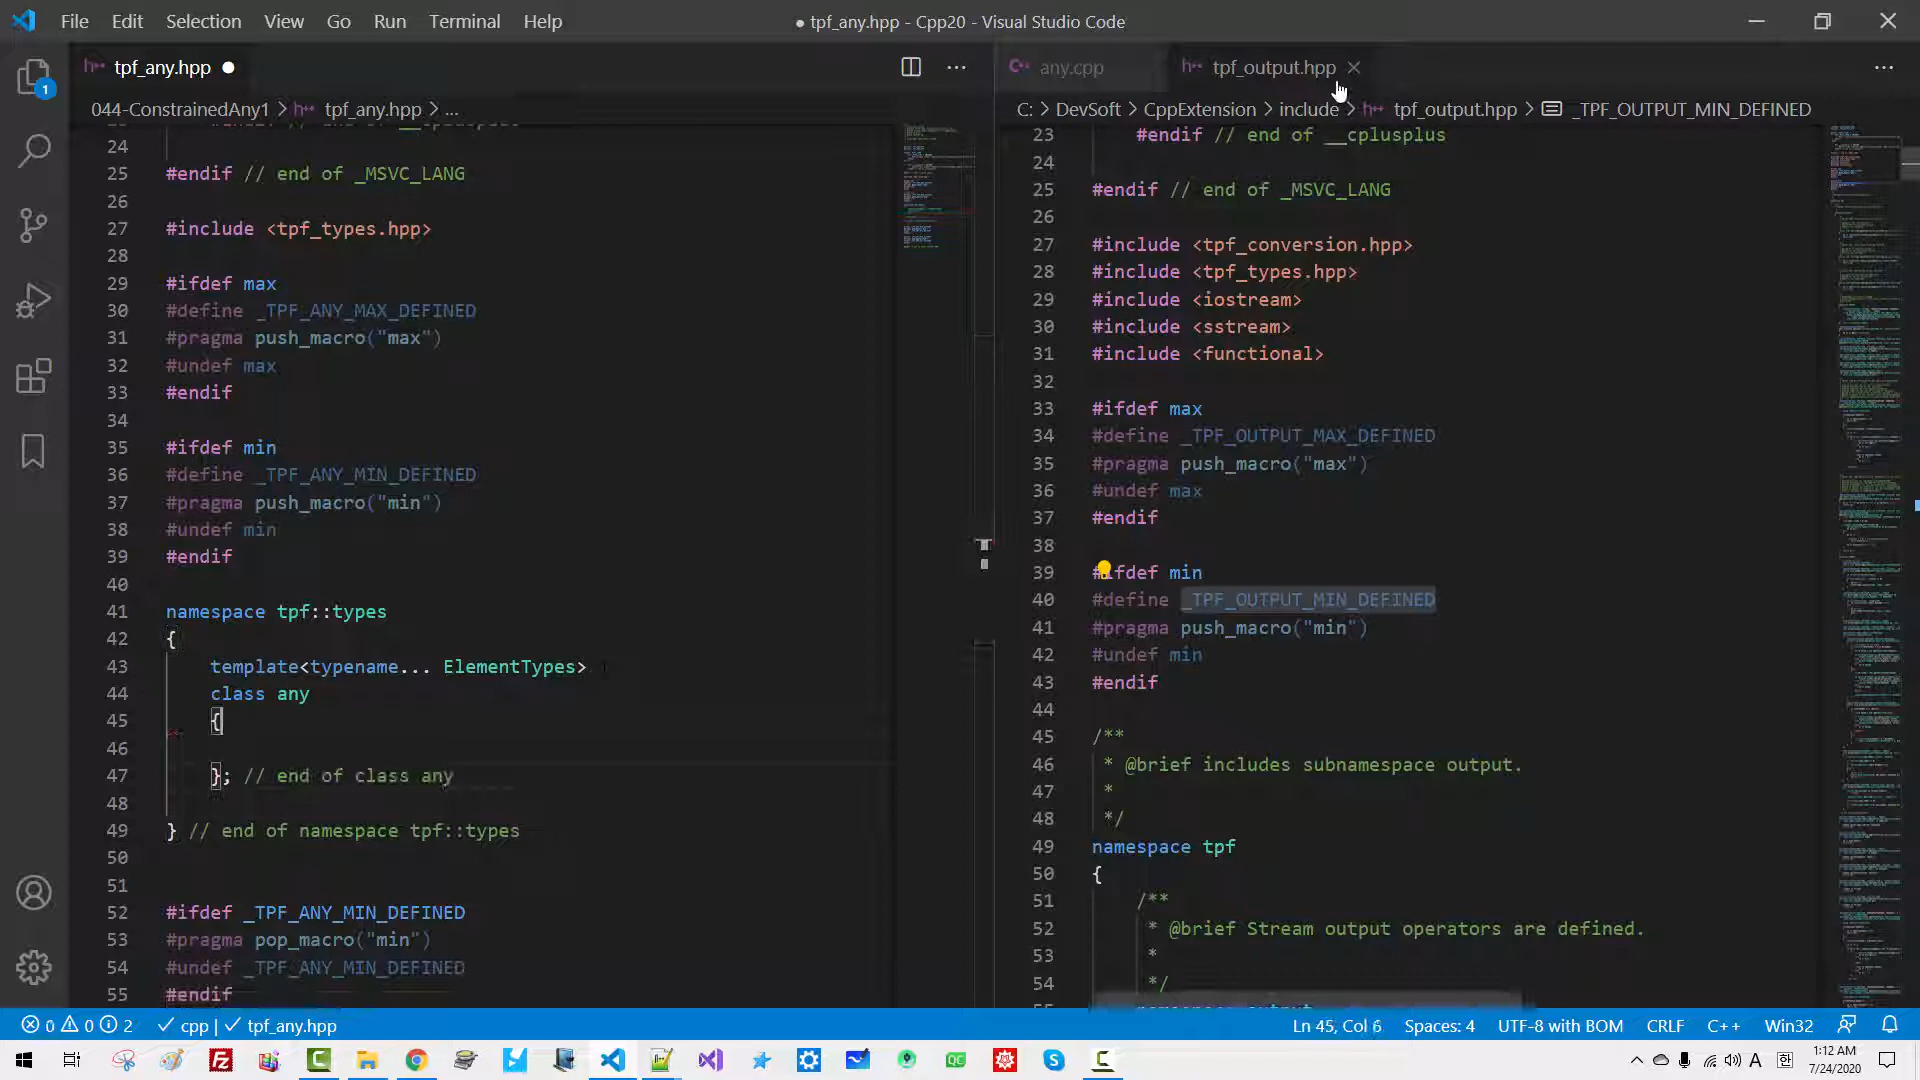 File Edit Selection View Go Run Terminal Help
● tpf_any.hpp - Cpp20 - Visual Studio Code
tpf_any.hpp ●
044-ConstrainedAny1 > tpf_any.hpp > ...
24
25 #endif // end of _MSVC_LANG
26
27 #include <tpf_types.hpp>
28
29 #ifdef max
30 #define _TPF_ANY_MAX_DEFINED
31 #pragma push_macro("max")
32 #undef max
33 #endif
34
35 #ifdef min
36 #define _TPF_ANY_MIN_DEFINED
37 #pragma push_macro("min")
38 #undef min
39 #endif
40
41 namespace tpf::types
42 {
43 template<typename... ElementTypes>
44 class any
45 {
46
47 }; // end of class any
48
49 } // end of namespace tpf::types
50
51
52 #ifdef _TPF_ANY_MIN_DEFINED
53 #pragma pop_macro("min")
54 #undef _TPF_ANY_MIN_DEFINED
55 #endif
any.cpp tpf_output.hpp
C: > DevSoft > CppExtension > include > tpf_output.hpp > _TPF_OUTPUT_MIN_DEFINED
23 #endif // end of __cplusplus
24
25 #endif // end of _MSVC_LANG
26
27 #include <tpf_conversion.hpp>
28 #include <tpf_types.hpp>
29 #include <iostream>
30 #include <sstream>
31 #include <functional>
32
33 #ifdef max
34 #define _TPF_OUTPUT_MAX_DEFINED
35 #pragma push_macro("max")
36 #undef max
37 #endif
38
39 #ifdef min
40 #define _TPF_OUTPUT_MIN_DEFINED
41 #pragma push_macro("min")
42 #undef min
43 #endif
44
45 /**
46 * @brief includes subnamespace output.
47 *
48 */
49 namespace tpf
50 {
51 /**
52 * @brief Stream output operators are defined.
53 *
54 */
1
0 0 2 cpp | tpf_any.hpp
Ln 45, Col 6 Spaces: 4 UTF-8 with BOM CRLF C++ Win32
A 한 1:12 AM
7/24/2020